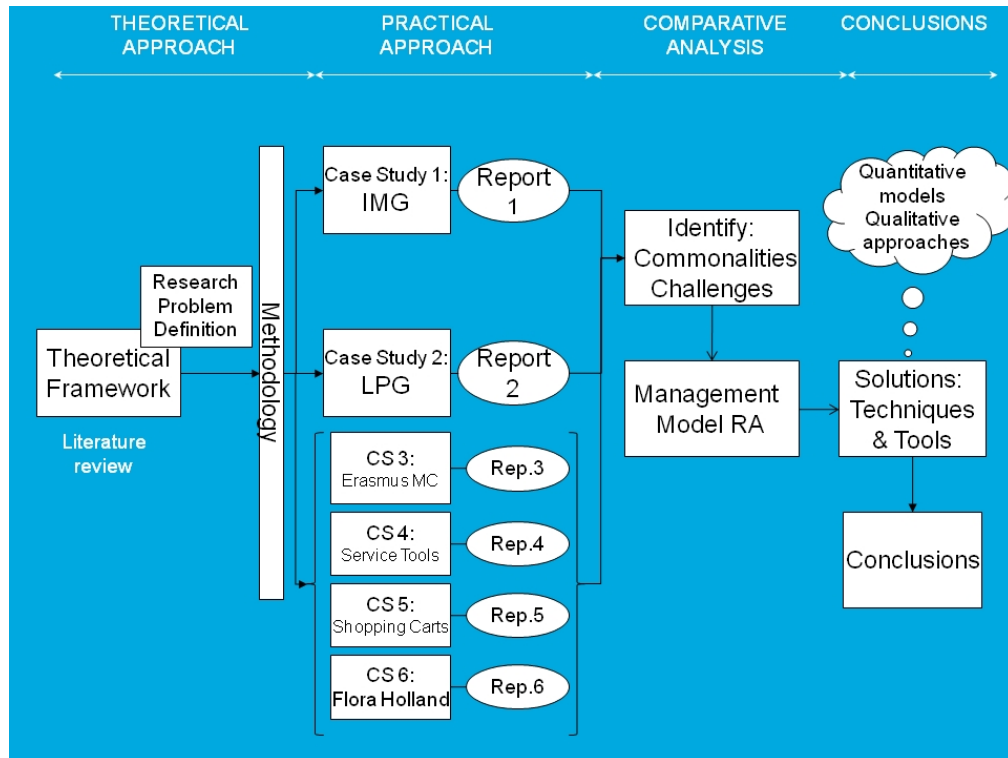 THEORETICAL
APPROACH
PRACTICAL
APPROACH
COMPARATIVE
ANALYSIS
CONCLUSIONS
Theoretical
Framework
Research
Problem
Definition
Literature
review
Methodology
Case Study 1:
IMG
Report
1
Case Study 2:
LPG
Report
2
CS 3:
Erasmus MC
Rep.3
CS 4:
Service Tools
Rep.4
CS 5:
Shopping Carts
Rep.5
CS 6:
Flora Holland
Rep.6
Identify:
Commonalities
Challenges
Management
Model RA
Quantitative
models
Qualitative
approaches
Solutions:
Techniques
& Tools
Conclusions